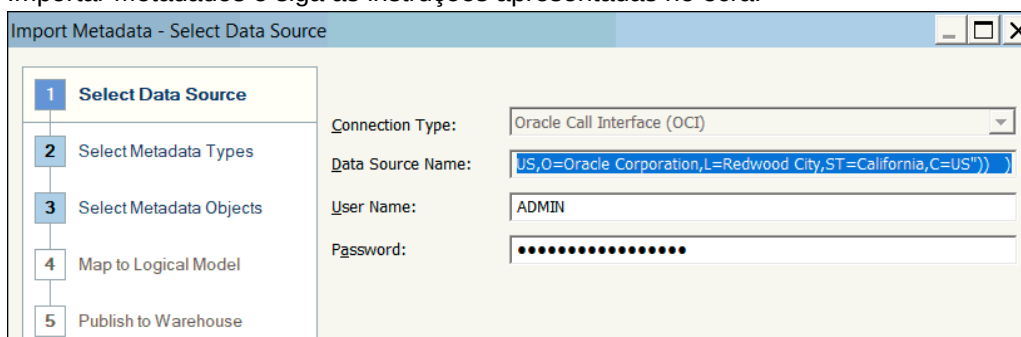 Importar metadados e siga as instruções apresentadas no ecrã.
Import Metadata - Select Data Source
1 Select Data Source
2 Select Metadata Types
3 Select Metadata Objects
4 Map to Logical Model
5 Publish to Warehouse
Connection Type: Oracle Call Interface (OCI)
Data Source Name: US,O=Oracle Corporation,L=Redwood City,ST=California,C=US")) )
User Name: ADMIN
Password: •••••••••••••••••